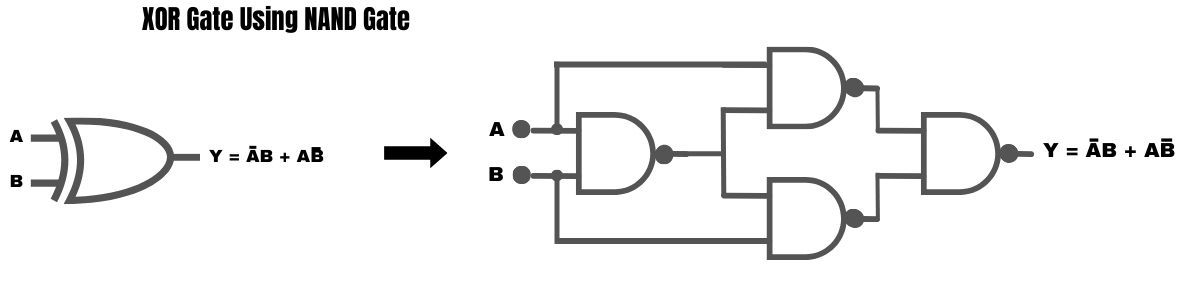 XOR Gate Using NAND Gate
A
B
Y = ĀB + AB̄
A
B
Y = ĀB + AB̄